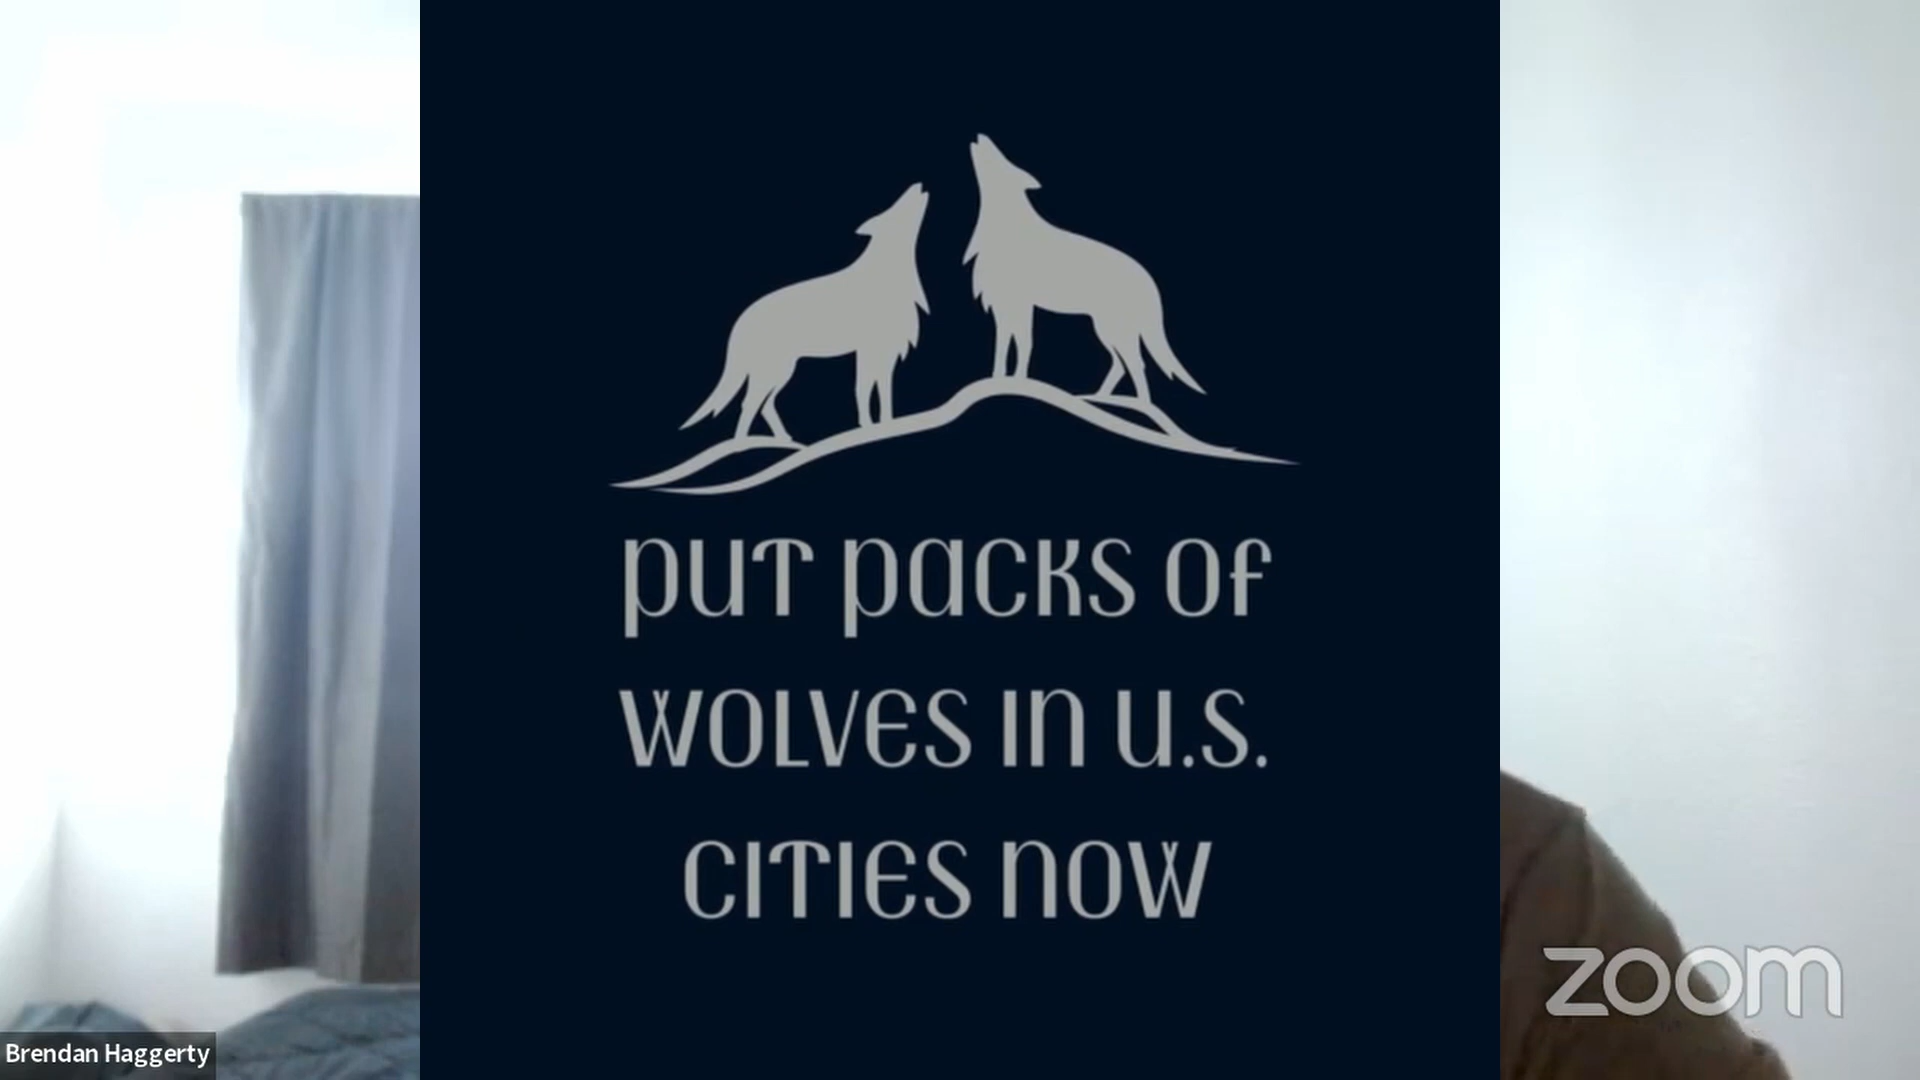 PUT PACKS OF
WOLVES IN U.S.
CITIES NOW
Brendan Haggerty
zoom